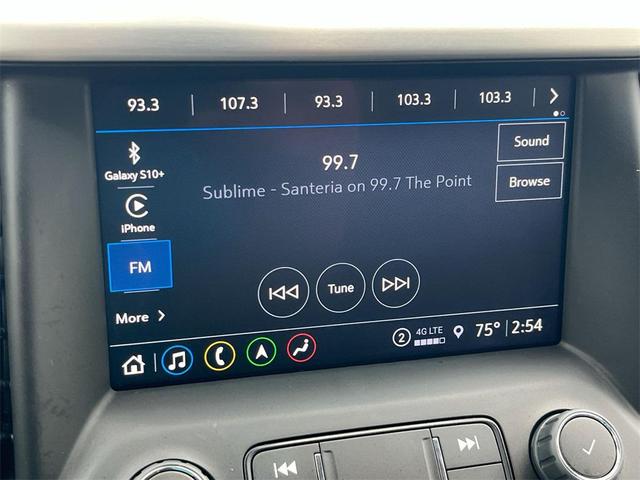 93.3 107.3 93.3 103.3 103.3
Sound
Galaxy S10+
99.7
Sublime - Santeria on 99.7 The Point
Browse
iPhone
FM
Tune
More
2 4G LTE 75° 2:54